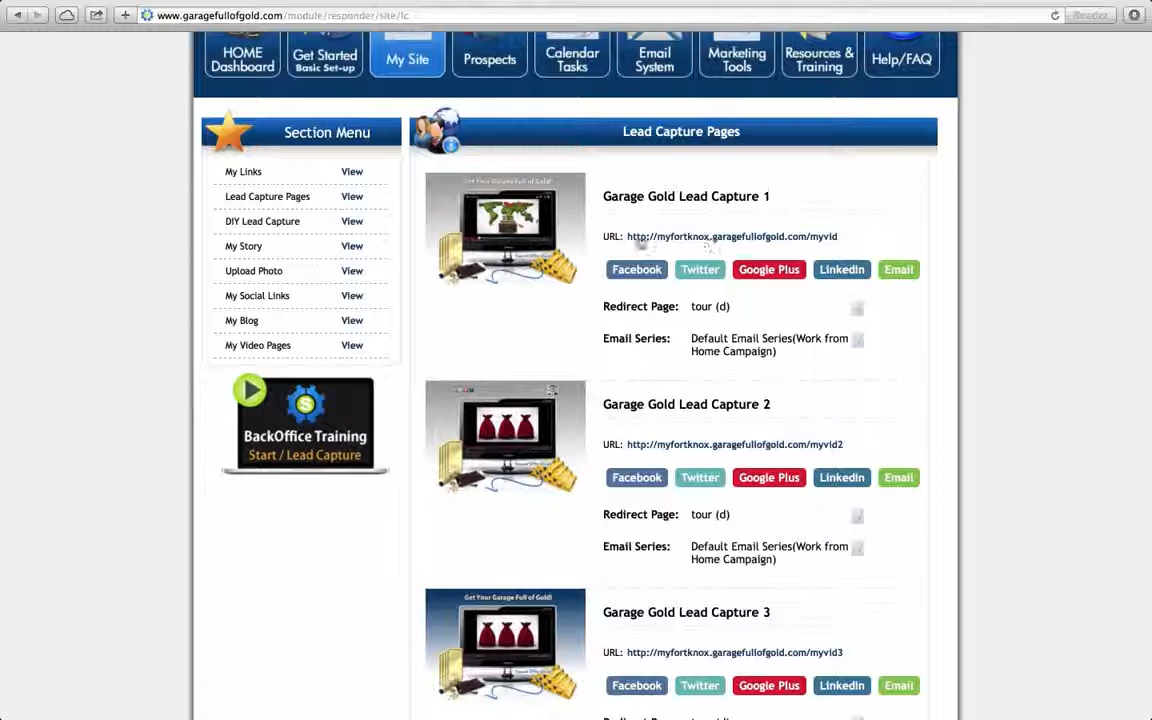 www.garagefullofgold.com/module/responder/site/lc
Reader
HOME
Dashboard
Get Started
Basic Set-up
My Site
Prospects
Calendar
Tasks
Email
System
Marketing
Tools
Resources &
Training
Help/FAQ
Section Menu
My Links View
Lead Capture Pages View
DIY Lead Capture View
My Story View
Upload Photo View
My Social Links View
My Blog View
My Video Pages View
BackOffice Training
Start / Lead Capture
Lead Capture Pages
Get Your Garage Full of Gold!
Garage Gold Lead Capture 1
URL: http://myfortknox.garagefullofgold.com/myvid
Facebook Twitter Google Plus LinkedIn Email
Redirect Page: tour (d)
Email Series: Default Email Series(Work from
Home Campaign)
Garage Gold Lead Capture 2
URL: http://myfortknox.garagefullofgold.com/myvid2
Facebook Twitter Google Plus LinkedIn Email
Redirect Page: tour (d)
Email Series: Default Email Series(Work from
Home Campaign)
Get Your Garage Full of Gold!
Garage Gold Lead Capture 3
URL: http://myfortknox.garagefullofgold.com/myvid3
Facebook Twitter Google Plus LinkedIn Email